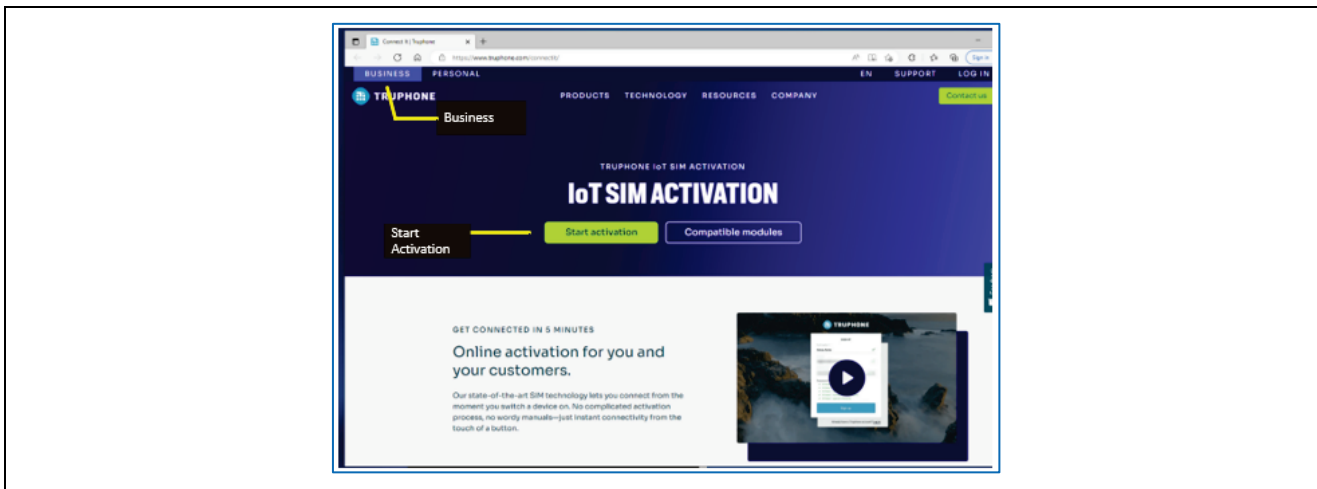 Connect It | Truphone
https://www.truphone.com/connectit/
Sign in
BUSINESS PERSONAL
EN SUPPORT LOG IN
TRUPHONE
PRODUCTS TECHNOLOGY RESOURCES COMPANY
Contact us
Business
TRUPHONE IoT SIM ACTIVATION
IoT SIM ACTIVATION
Start activation
Compatible modules
Start
Activation
GET CONNECTED IN 5 MINUTES
Online activation for you and
your customers.
Our state-of-the-art SIM technology lets you connect from the
moment you switch a device on. No complicated activation
process, no wordy manuals—just instant connectivity from the
touch of a button.
TRUPHONE